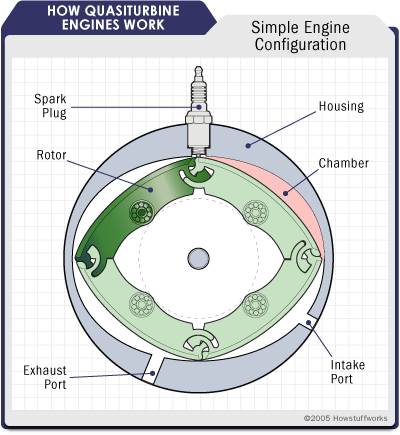 HOW QUASITURBINE
ENGINES WORK
Simple Engine
Configuration
Spark
Plug
Housing
Rotor
Chamber
Exhaust
Port
Intake
Port
©2005 Howstuffworks